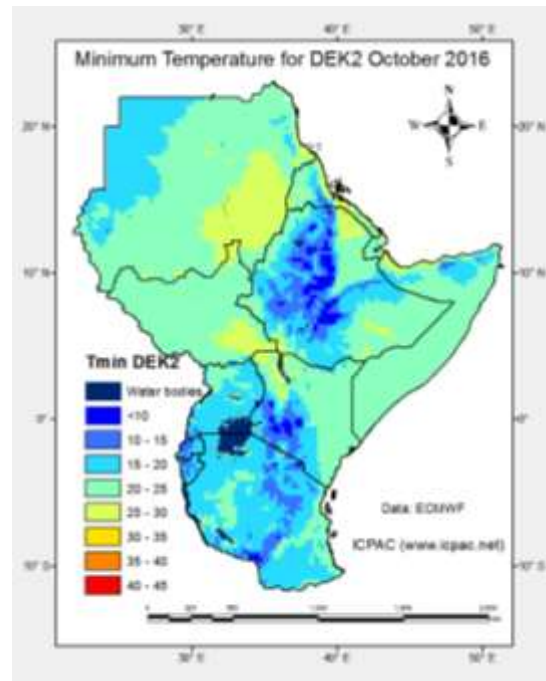 30° E 40° E 50° E
Minimum Temperature for DEK2 October 2016
N
W E
S
20° N 20° N
10° N 10° N
Tmin DEK2
Water bodies
<10
10 - 15
15 - 20
20 - 25
25 - 30
30 - 35
35 - 40
40 - 45
0° 0°
Data: ECMWF
ICPAC (www.icpac.net)
10° S 10° S
30° E 40° E 50° E